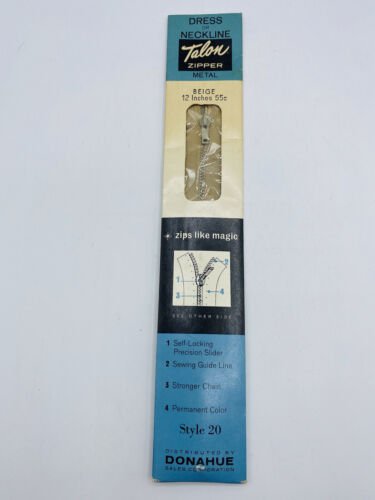 DRESS
OR
NECKLINE
Talon
ZIPPER
METAL
BEIGE
12 Inches 55¢
zips like magic
1
2
3
4
SEE OTHER SIDE
1 Self-Locking
Precision Slider
2 Sewing Guide Line
3 Stronger Chain
4 Permanent Color
Style 20
DISTRIBUTED BY
DONAHUE
SALES CORPORATION